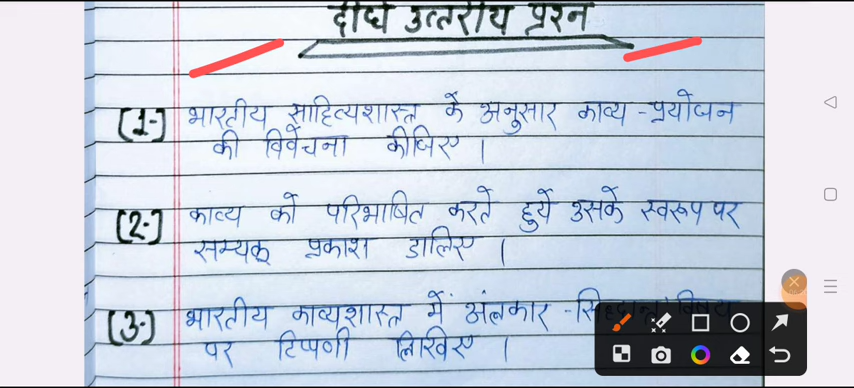 दीर्घ उत्तरीय प्रश्न
(1-) भारतीय साहित्यशास्त्र के अनुसार काव्य-प्रयोजन
की विवेचना कीजिए ।
(2-) काव्य को परिभाषित करते हुये उसके स्वरूप पर
सम्यक् प्रकाश डालिए ।
(3-) भारतीय काव्यशास्त्र में अंलकार -
पर टिप्पणी लिखिए ।